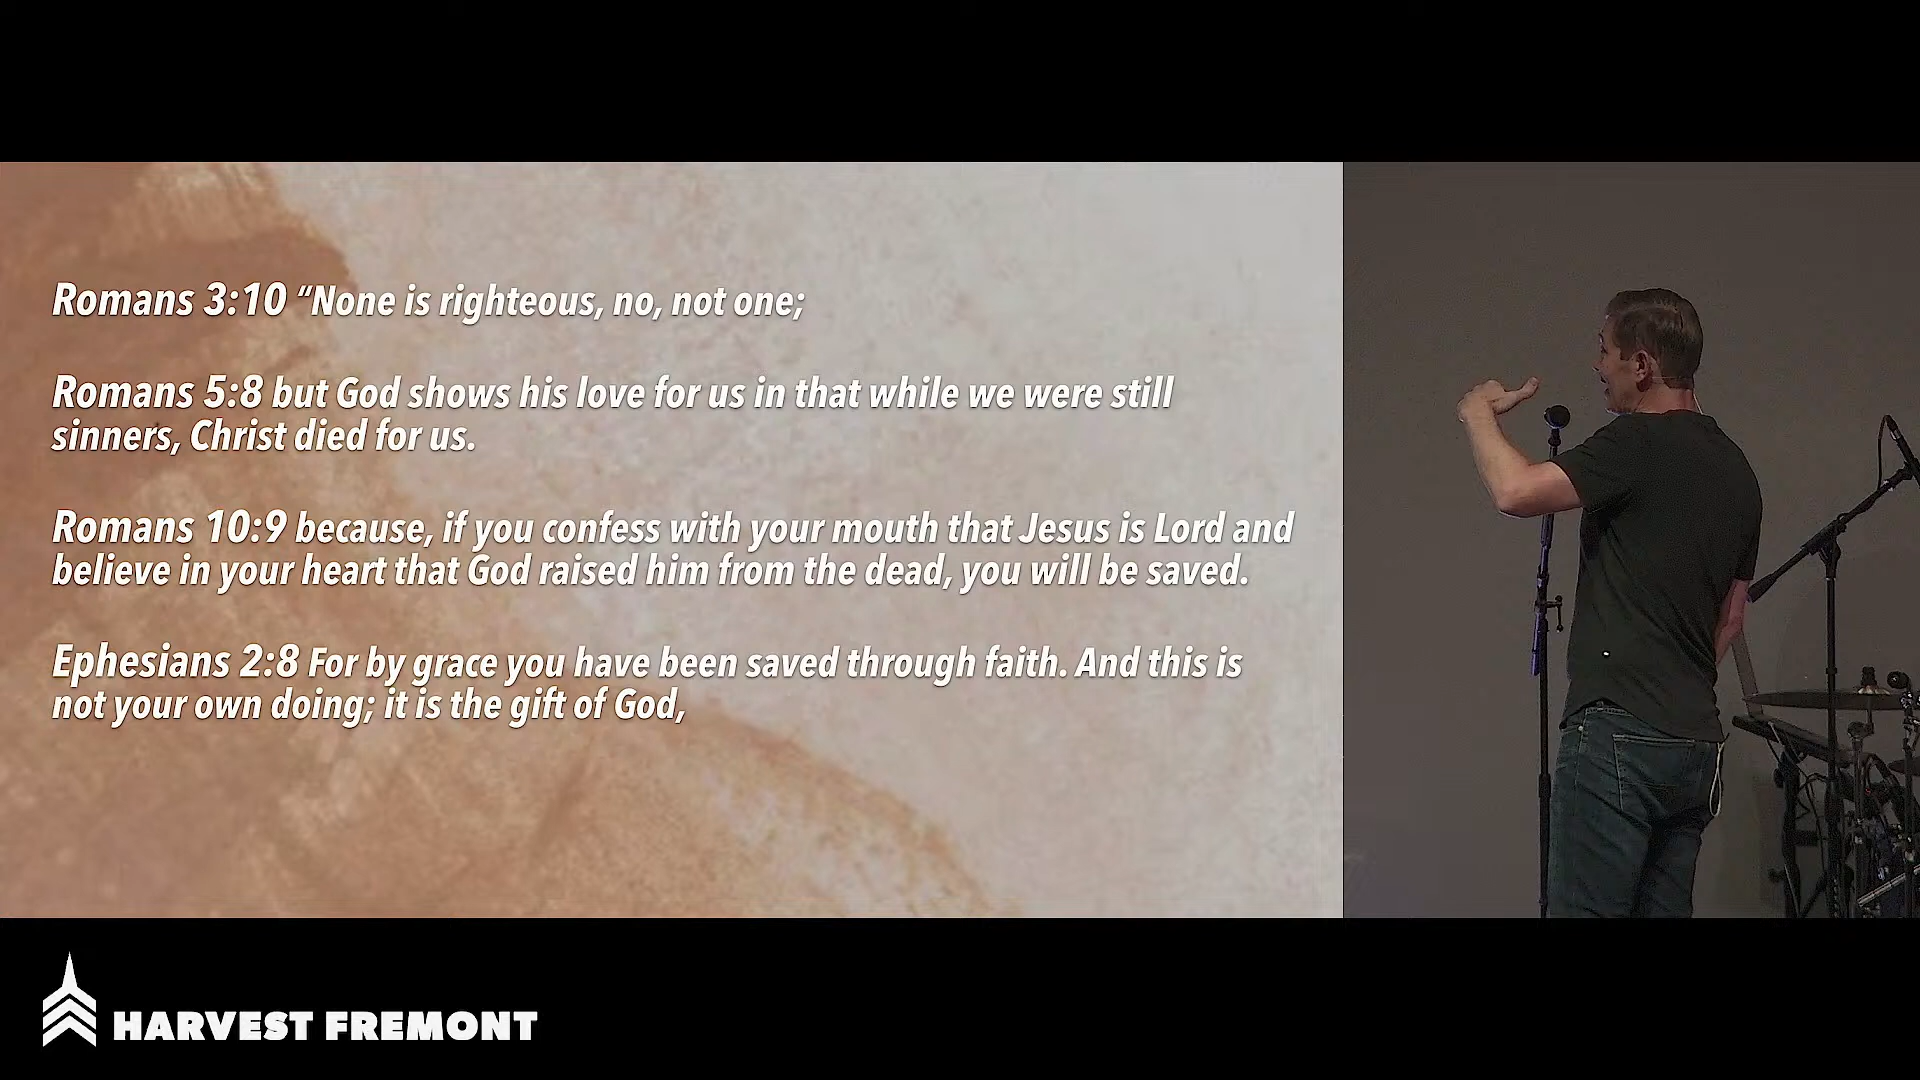 Romans 3:10 “None is righteous, no, not one;
Romans 5:8 but God shows his love for us in that while we were still
sinners, Christ died for us.
Romans 10:9 because, if you confess with your mouth that Jesus is Lord and
believe in your heart that God raised him from the dead, you will be saved.
Ephesians 2:8 For by grace you have been saved through faith. And this is
not your own doing; it is the gift of God,
HARVEST FREMONT